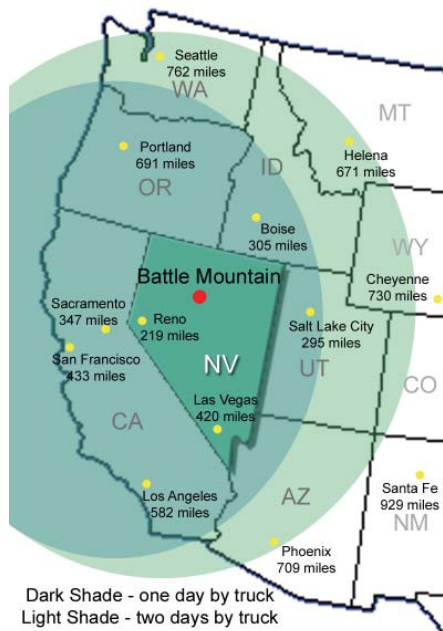 Seattle
762 miles
WA
MT
Portland
691 miles
Helena
671 miles
ID
OR
WY
Boise
305 miles
Battle Mountain
Cheyenne
730 miles
Sacramento
347 miles
Reno
219 miles
Salt Lake City
295 miles
San Francisco
433 miles
NV
UT
CO
Las Vegas
420 miles
CA
Los Angeles
582 miles
AZ
Santa Fe
929 miles
NM
Phoenix
709 miles
Dark Shade - one day by truck
Light Shade - two days by truck